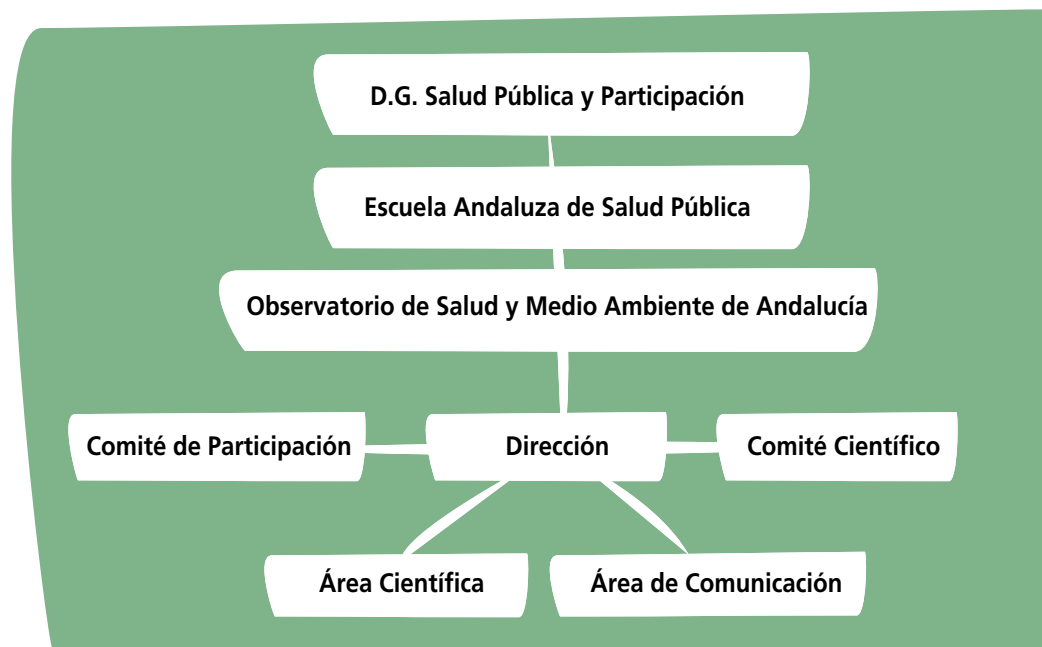 D.G. Salud Pública y Participación
Escuela Andaluza de Salud Pública
Observatorio de Salud y Medio Ambiente de Andalucía
Comité de Participación
Dirección
Comité Científico
Área Científica
Área de Comunicación